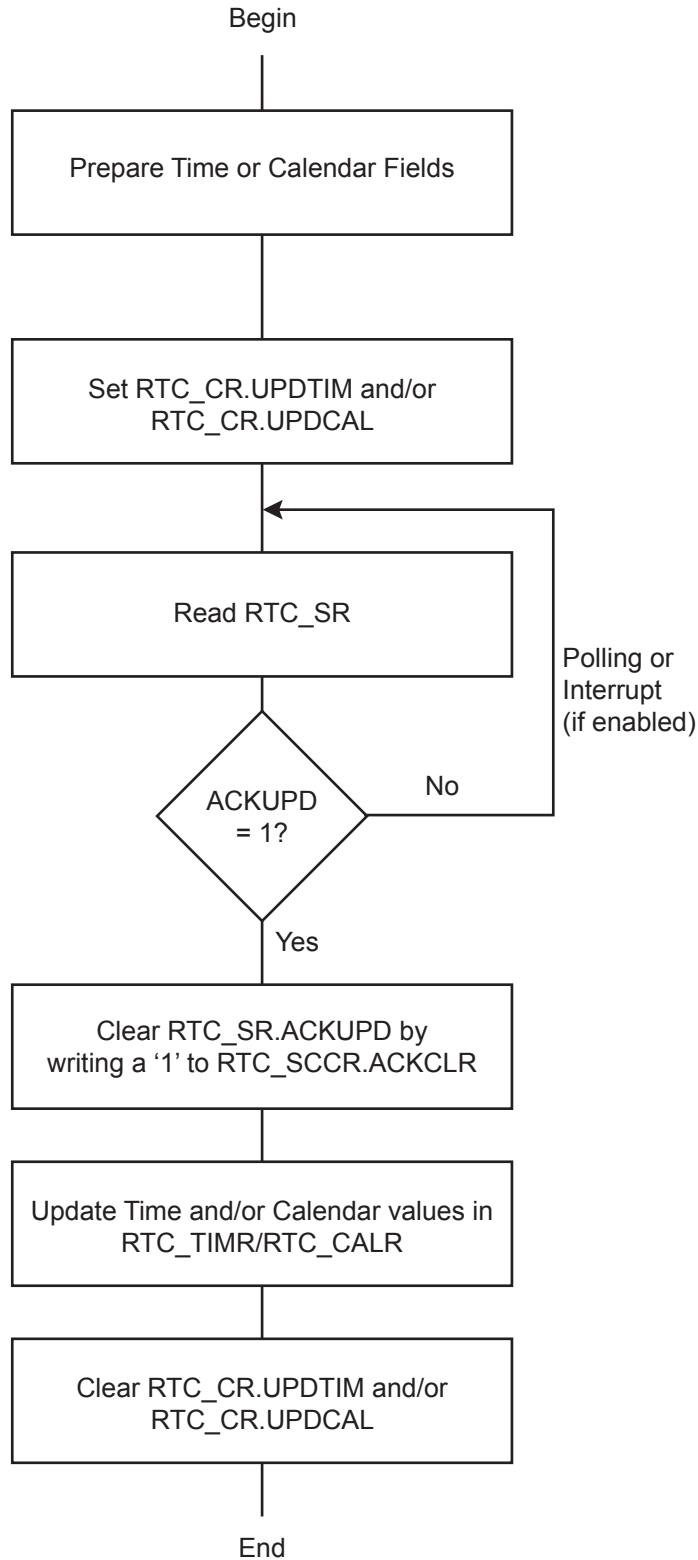 Begin
Prepare Time or Calendar Fields
Set RTC_CR.UPDTIM and/or
RTC_CR.UPDCAL
Read RTC_SR
Polling or
Interrupt
(if enabled)
ACKUPD
= 1?
No
Yes
Clear RTC_SR.ACKUPD by
writing a ‘1’ to RTC_SCCR.ACKCLR
Update Time and/or Calendar values in
RTC_TIMR/RTC_CALR
Clear RTC_CR.UPDTIM and/or
RTC_CR.UPDCAL
End